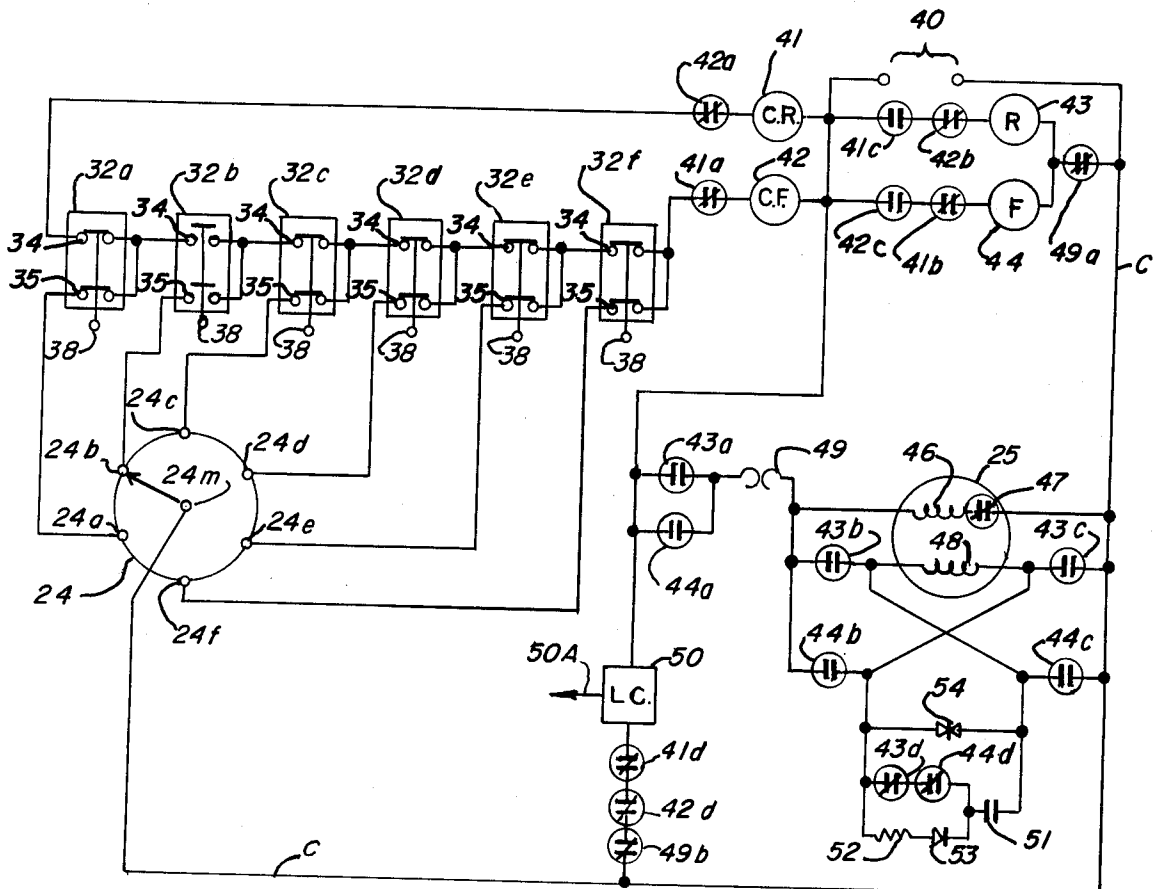 40
41
42a
43
C.R.
R
41c
42b
32a
32b
32c
32d
32e
32f
41a
42
C.F.
F
42c
41b
44
49a
34
34
34
34
34
34
35
35
35
35
35
35
C
38
38
38
38
38
38
24c
24b
24d
24m
24a
24e
24
24f
43a
49
46
25
47
43b
48
43c
44a
44b
44c
50A
50
L.C.
54
41d
43d
44d
42d
51
52
53
49b
C